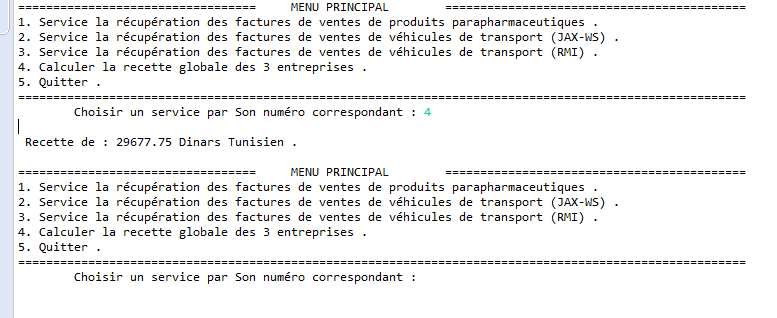 ================================== MENU PRINCIPAL ===========================================
1. Service la récupération des factures de ventes de produits parapharmaceutiques .
2. Service la récupération des factures de ventes de véhicules de transport (JAX-WS) .
3. Service la récupération des factures de ventes de véhicules de transport (RMI) .
4. Calculer la recette globale des 3 entreprises .
5. Quitter .
========================================================================================================
Choisir un service par Son numéro correspondant : 4
Recette de : 29677.75 Dinars Tunisien .
================================== MENU PRINCIPAL ===========================================
1. Service la récupération des factures de ventes de produits parapharmaceutiques .
2. Service la récupération des factures de ventes de véhicules de transport (JAX-WS) .
3. Service la récupération des factures de ventes de véhicules de transport (RMI) .
4. Calculer la recette globale des 3 entreprises .
5. Quitter .
========================================================================================================
Choisir un service par Son numéro correspondant :